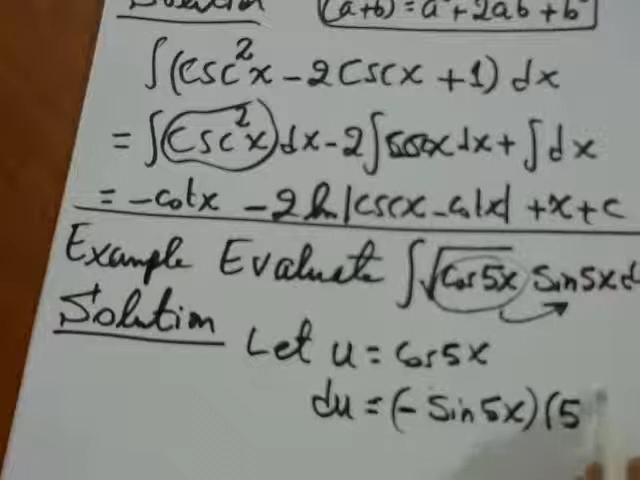 Solution (a+b) = a² + 2ab + b²
∫(csc²x - 2cscx + 1) dx
= ∫(csc²x)dx - 2∫cscx dx + ∫dx
= -cotx - 2ln|cscx - cotx| + x + c
Example Evaluate ∫√cos5x sin5x d
Solution Let u = cos5x
du = (- sin5x)(5